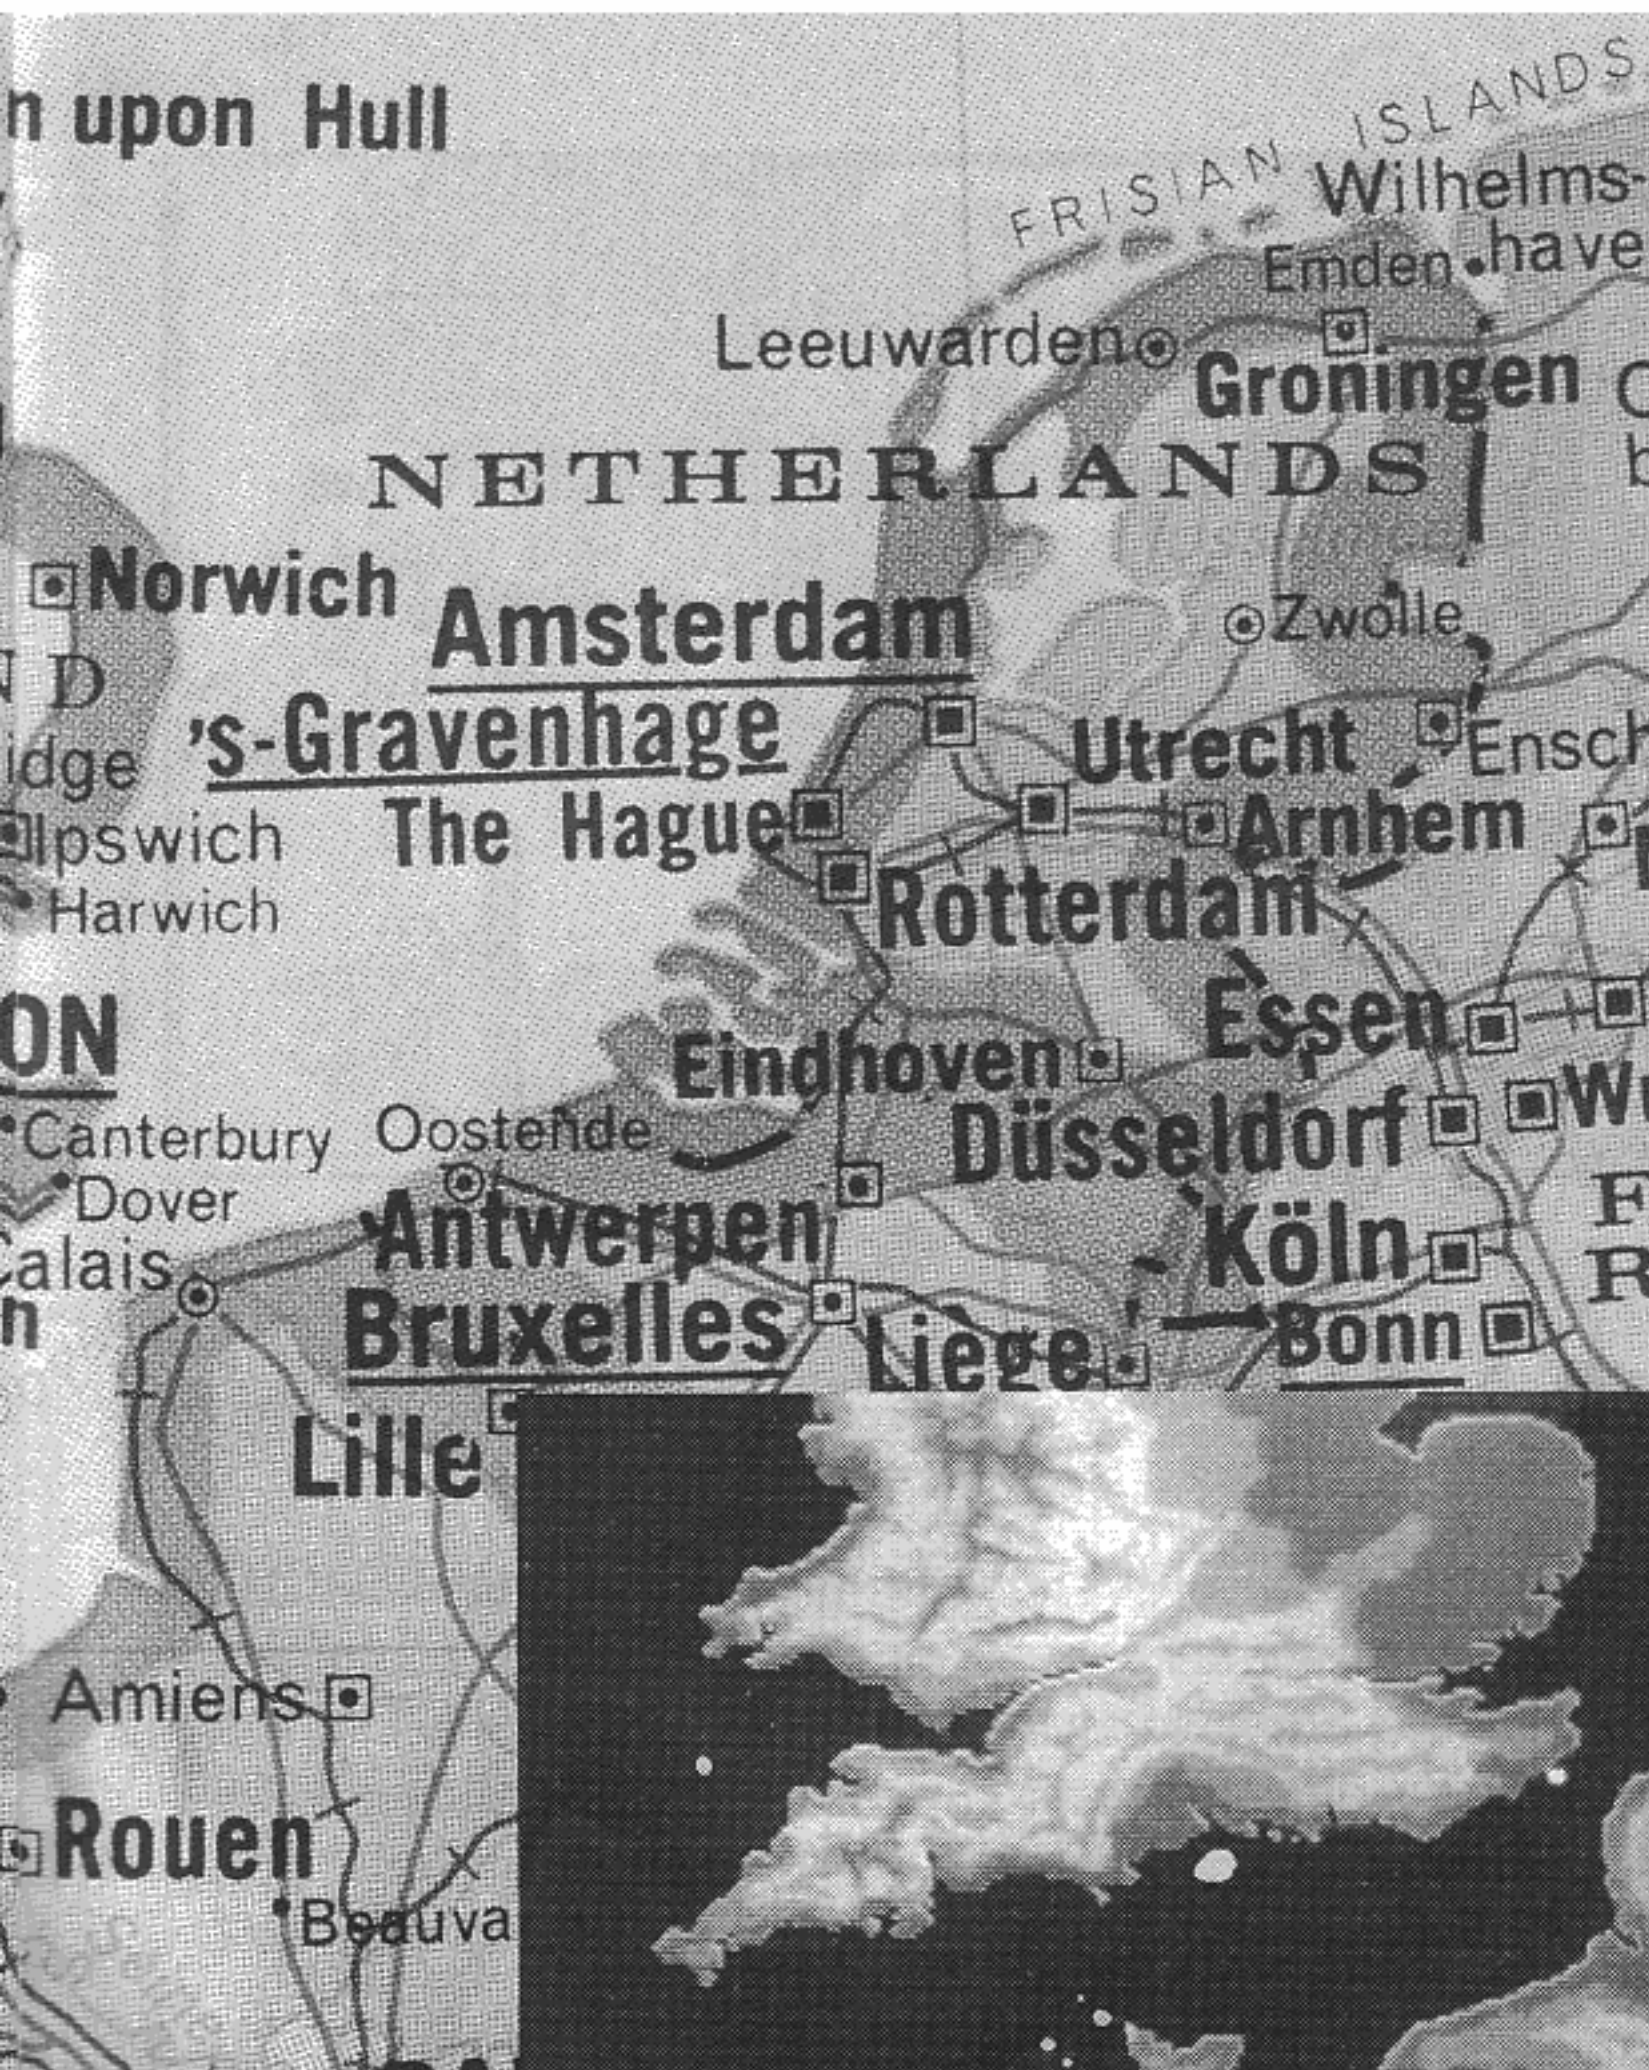 n upon Hull
FRISIAN ISLANDS
Wilhelms-
have
Emden
Leeuwarden
Groningen
NETHERLANDS
Norwich
Amsterdam
Zwolle
N D
's-Gravenhage
idge
Utrecht
Ensch
The Hague
Arnhem
Ipswich
Harwich
Rotterdam
ON
Essen
Eindhoven
Canterbury
Oostende
Düsseldorf
W
Dover
Antwerpen
Köln
F
Calais
R
n
Bruxelles
Liège
Bonn
Lille
Amiens
Rouen
Beauva